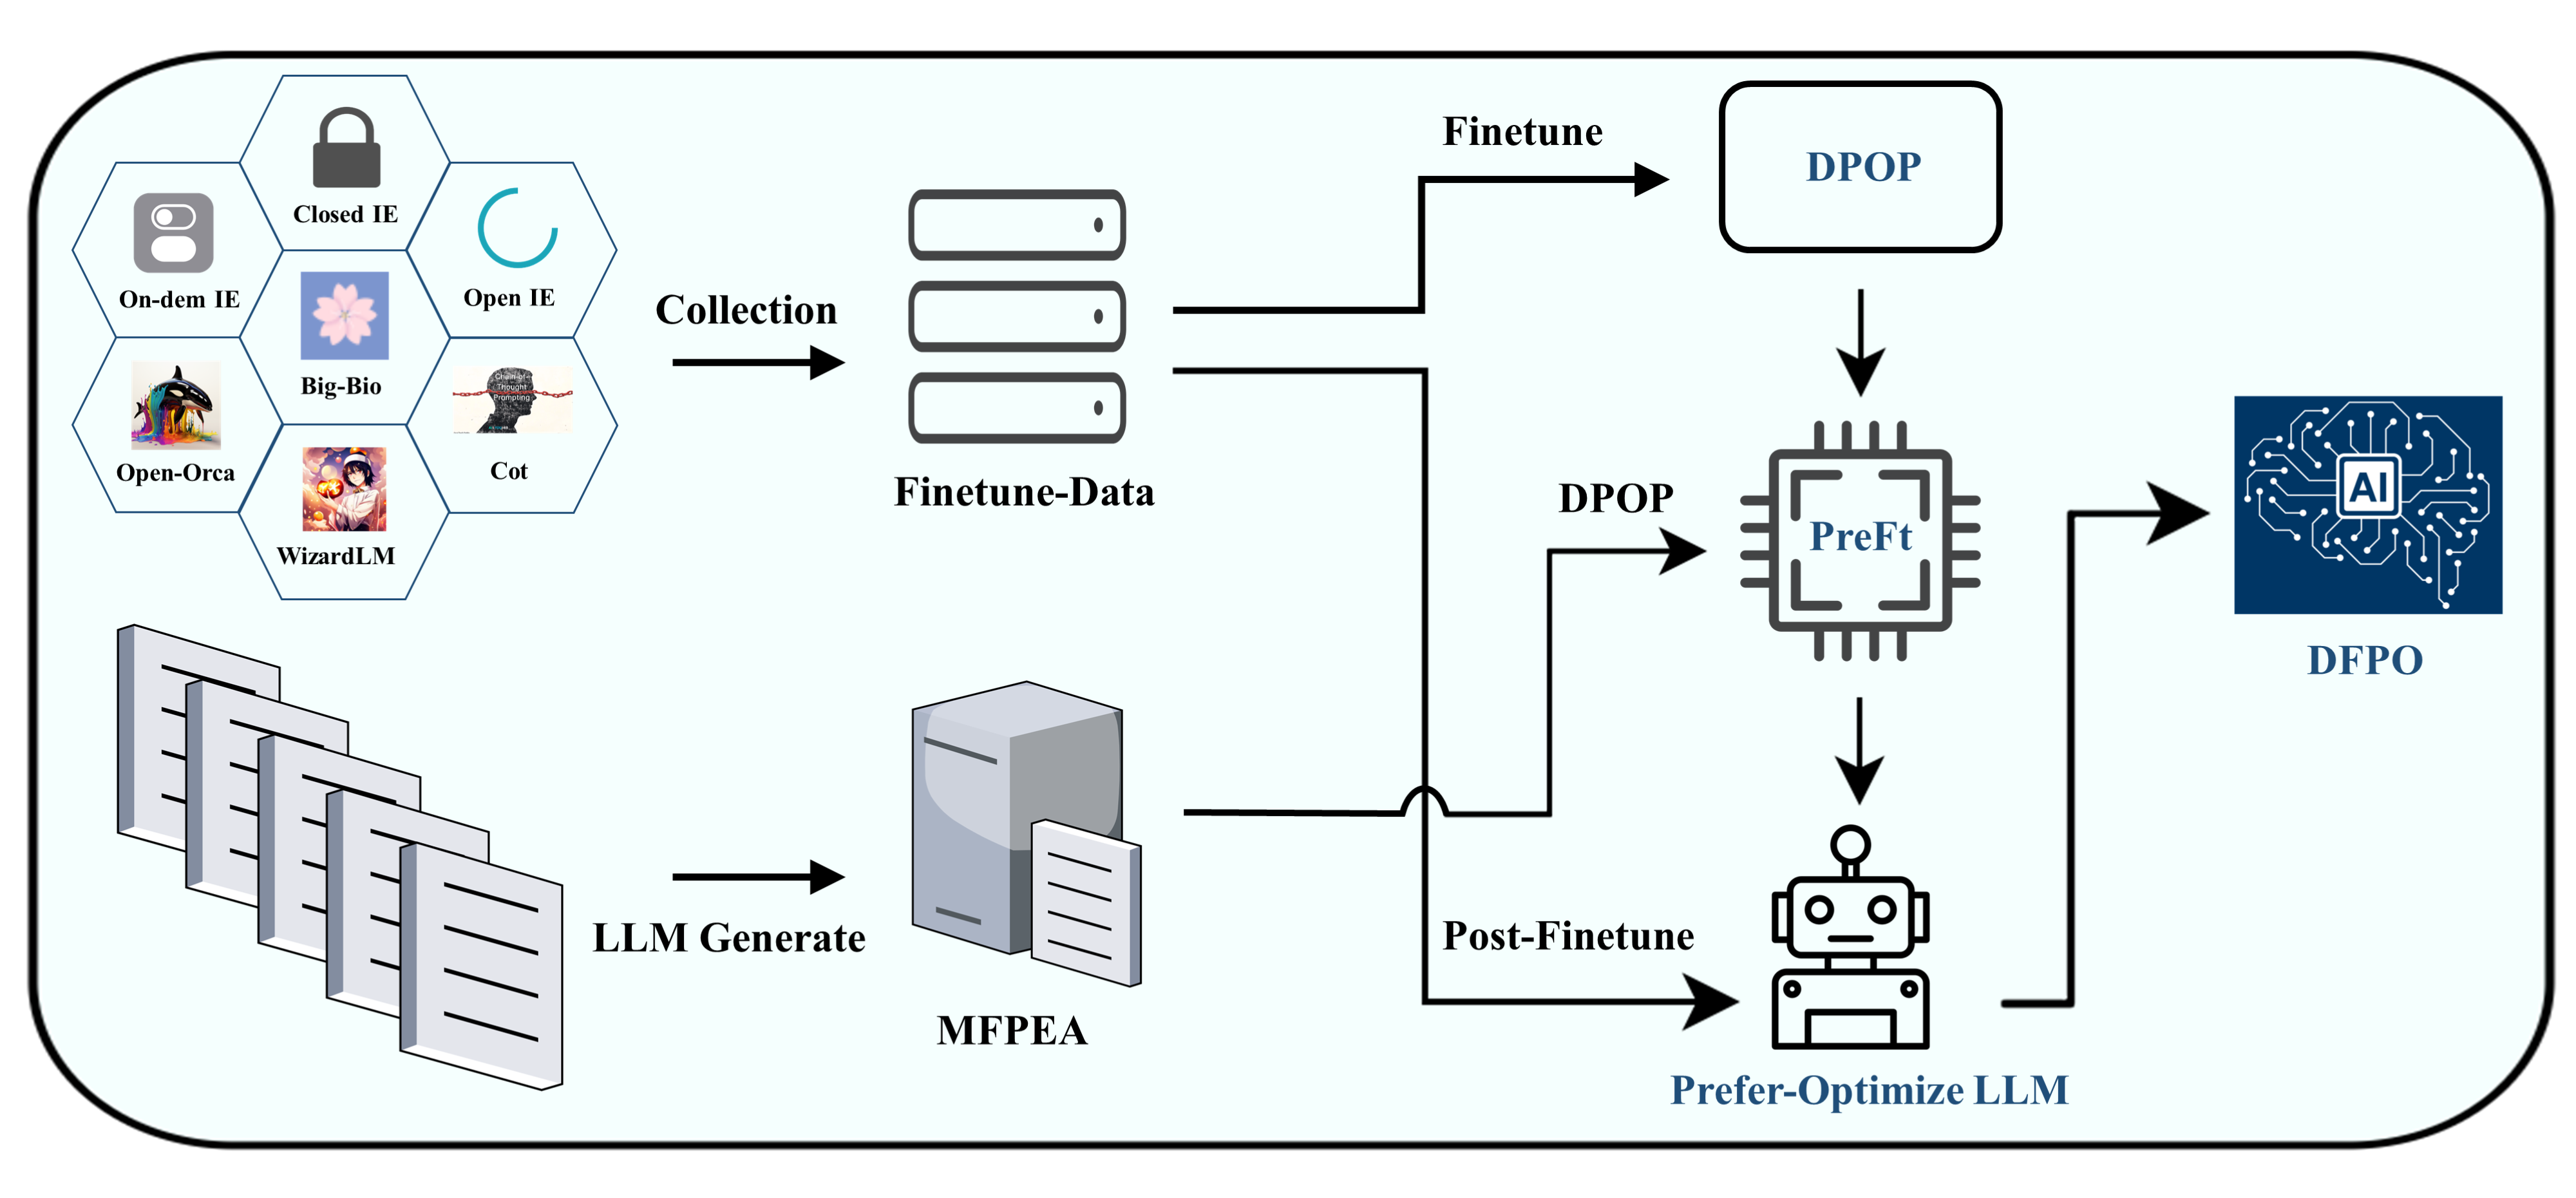 Closed IE
On-dem IE
Open IE
Big-Bio
Open-Orca
Chain-of-
Thought
Prompting
Cot
WizardLM
Collection
Finetune-Data
LLM Generate
MFPEA
Finetune
DPOP
DPOP
PreFt
Post-Finetune
Prefer-Optimize LLM
AI
DFPO